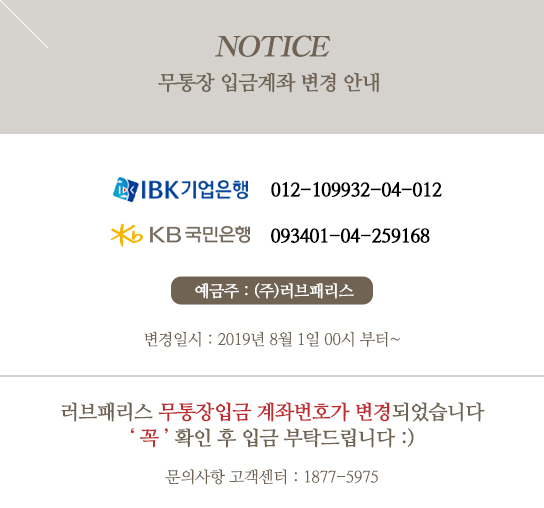 NOTICE
무통장 입금계좌 변경 안내
IBK기업은행 012-109932-04-012
KB 국민은행 093401-04-259168
예금주 : (주)러브패리스
변경일시 : 2019년 8월 1일 00시 부터~
러브패리스 무통장입금 계좌번호가 변경되었습니다
‘ 꼭 ’ 확인 후 입금 부탁드립니다 :)
문의사항 고객센터 : 1877-5975